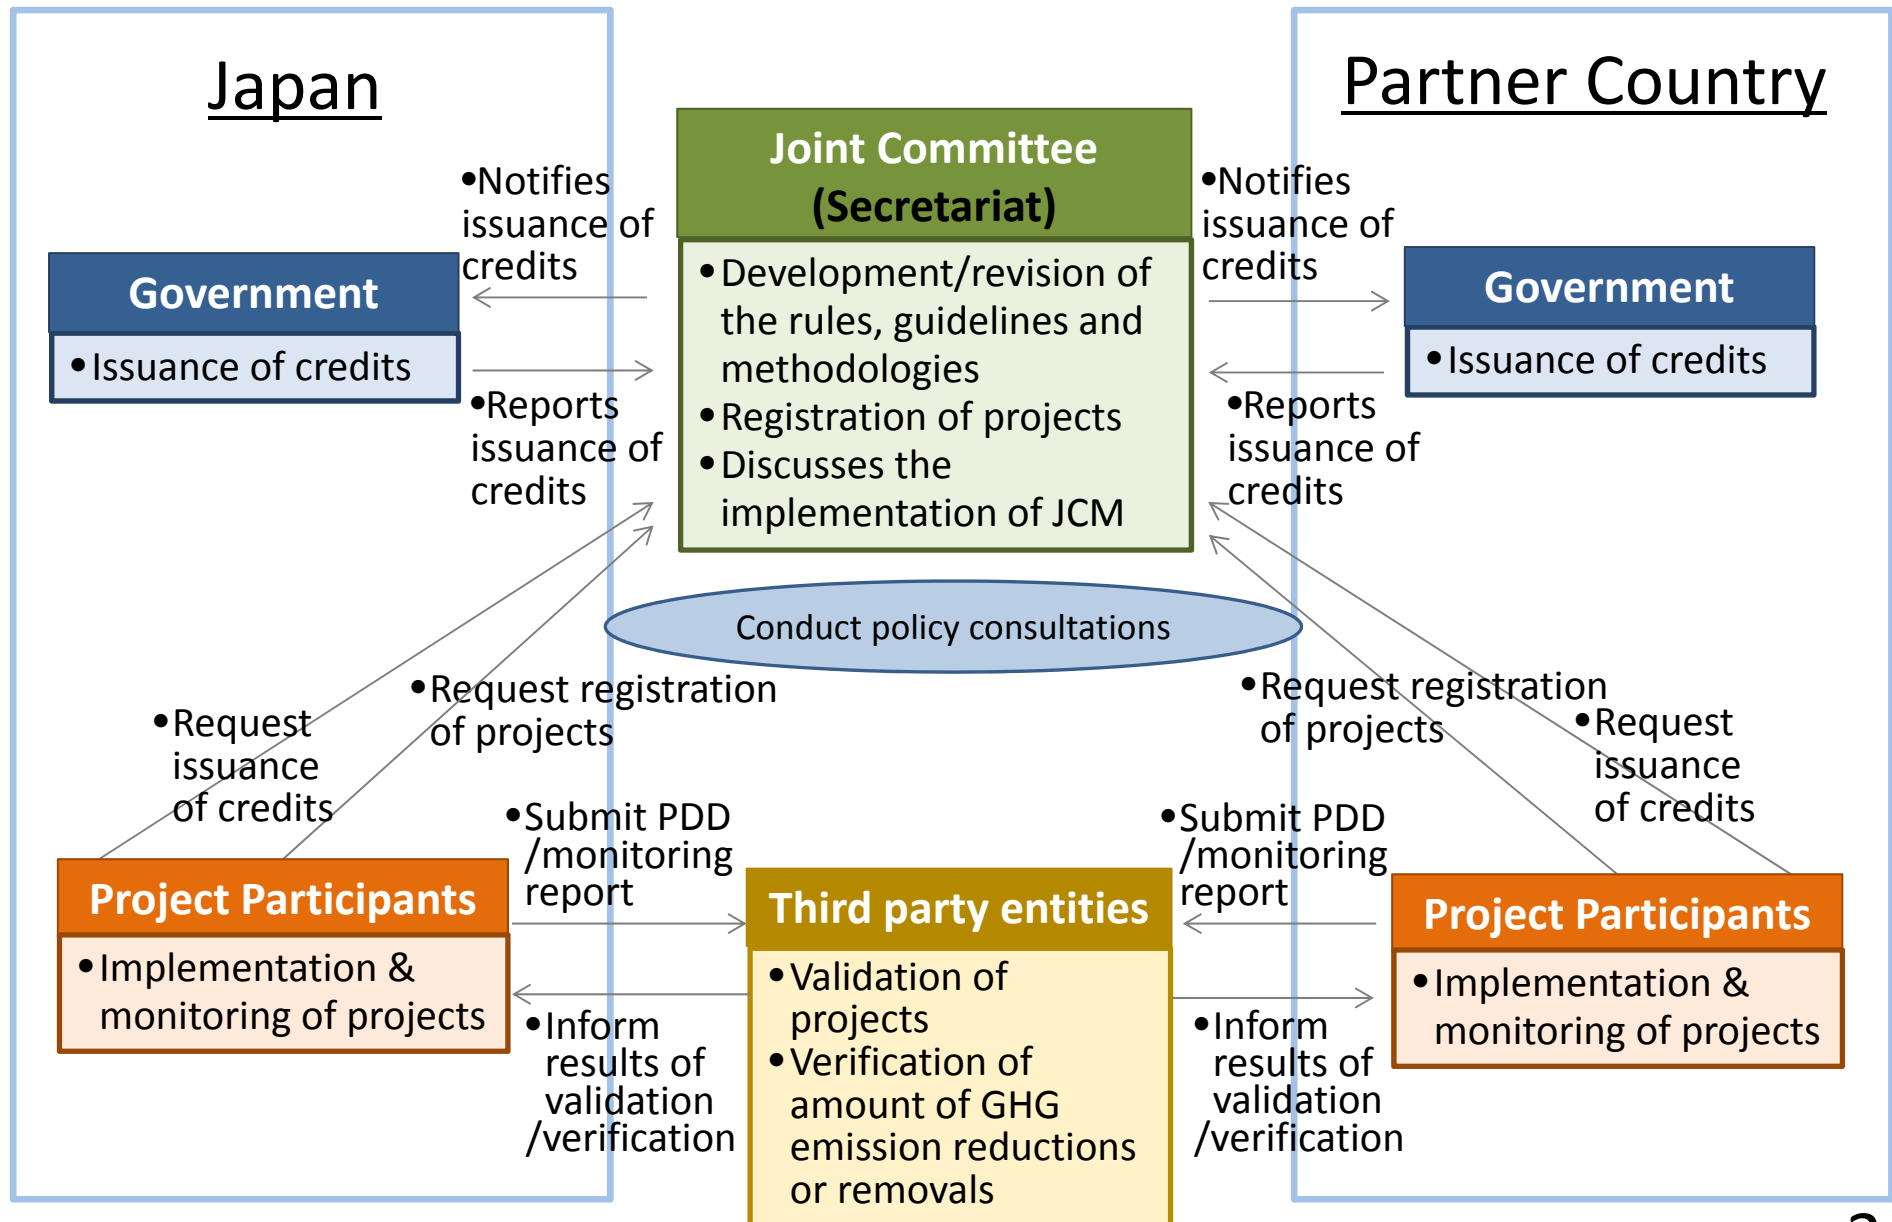 Japan
Partner Country
Joint Committee
(Secretariat)
•Development/revision of
the rules, guidelines and
methodologies
•Registration of projects
•Discusses the
implementation of JCM
•Notifies
issuance of
credits
•Notifies
issuance of
credits
Government
•Issuance of credits
Government
•Issuance of credits
•Reports
issuance of
credits
•Reports
issuance of
credits
Conduct policy consultations
•Request
issuance
of credits
•Request registration
of projects
•Request registration
of projects
•Request
issuance
of credits
•Submit PDD
/monitoring
report
•Submit PDD
/monitoring
report
Project Participants
•Implementation &
monitoring of projects
Third party entities
•Validation of
projects
•Verification of
amount of GHG
emission reductions
or removals
Project Participants
•Implementation &
monitoring of projects
•Inform
results of
validation
/verification
•Inform
results of
validation
/verification